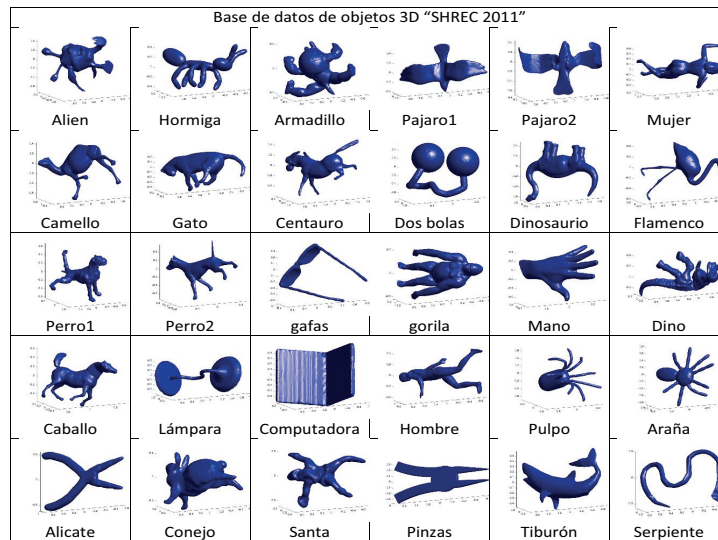 Base de datos de objetos 3D “SHREC 2011”
Alien Hormiga Armadillo Pajaro1 Pajaro2 Mujer
Camello Gato Centauro Dos bolas Dinosaurio Flamenco
Perro1 Perro2 gafas gorila Mano Dino
Caballo Lámpara Computadora Hombre Pulpo Araña
Alicate Conejo Santa Pinzas Tiburón Serpiente